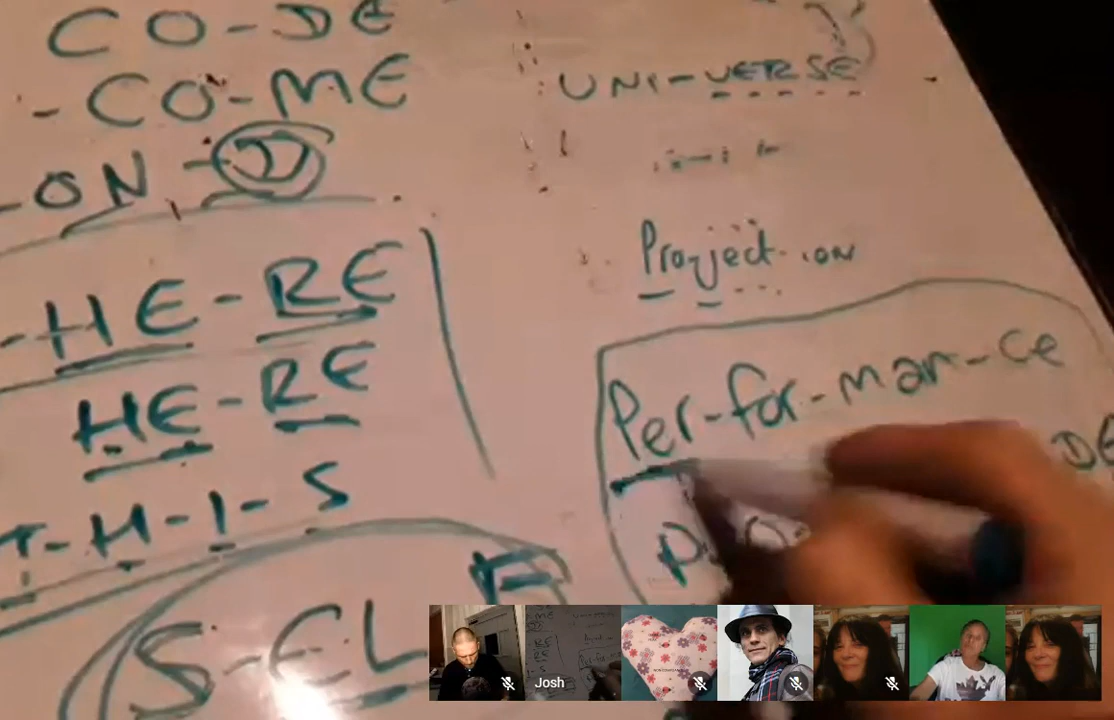 CO-DE
-CO-ME
-ON-D
-HE-RE
HE-RE
T-H-I-S
S-EL
UNI-VERSE
Project-ion
Per-for-man-ce
DE
Josh